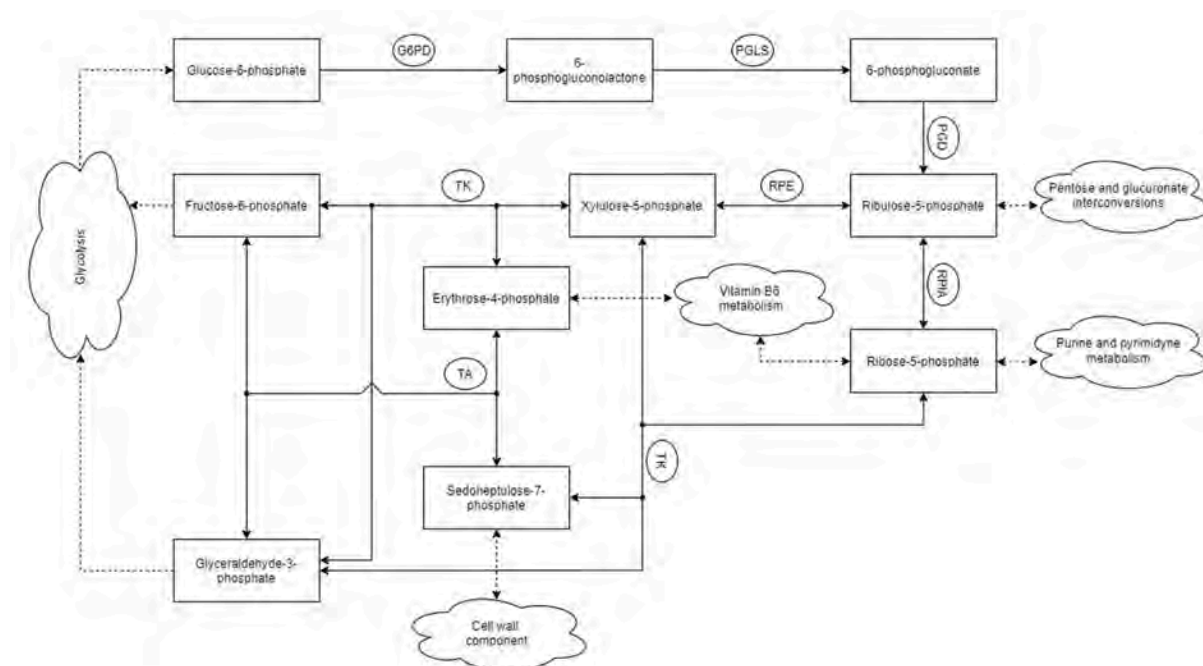 G6PD
PGLS
Glucose-6-phosphate
6-
phosphogluconolactone
6-phosphogluconate
PGD
TK
RPE
Fructose-6-phosphate
Xylulose-5-phosphate
Ribulose-5-phosphate
Pentose and glucuronate
interconversions
Glycolysis
RPIA
Erythrose-4-phosphate
Vitamin B6
metabolism
Ribose-5-phosphate
Purine and pyrimidyne
metabolism
TA
TK
Sedoheptulose-7-
phosphate
Glyceraldehyde-3-
phosphate
Cell wall
component